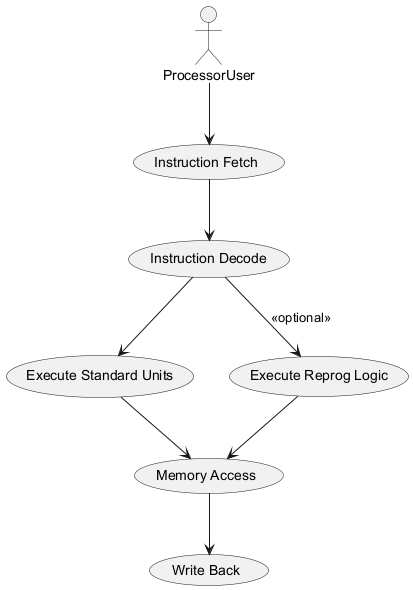 ProcessorUser
Instruction Fetch
Instruction Decode
«optional»
Execute Standard Units
Execute Reprog Logic
Memory Access
Write Back